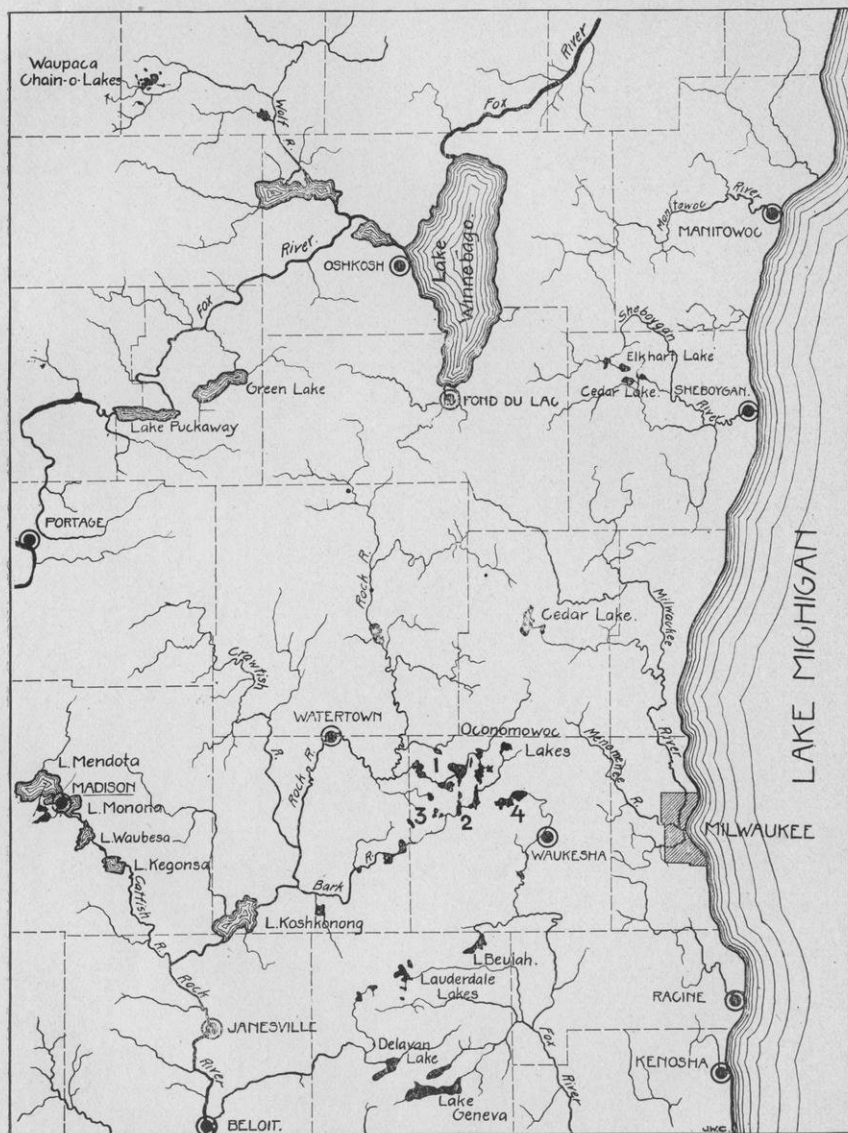 Waupaca
Chain-o-Lakes
Wolf
R.
Fox
River
Lake
Winnebago.
Manitowoc
River
MANITOWOC
OSHKOSH
River.
Fox
Sheboygan
Elkhart Lake
Cedar Lake.
SHEBOYGAN.
River
Green Lake
Lake Puckaway
FOND DU LAC
PORTAGE
Rock R.
Cedar Lake.
Milwaukee
River
LAKE MICHIGAN
Crawfish
R.
WATERTOWN
Rock R.
Oconomowoc
Lakes
1
3
2
4
Menomenee
R.
MILWAUKEE
WAUKESHA
L. Mendota
MADISON
L. Monona
L. Waubesa
L. Kegonsa
Catfish
R.
Bark
R.
L. Koshkonong
L. Beulah.
Lauderdale
Lakes
Rock
River
JANESVILLE
Delavan
Lake
Lake
Geneva
Fox
River
RACINE
KENOSHA
BELOIT.
J.W.C.